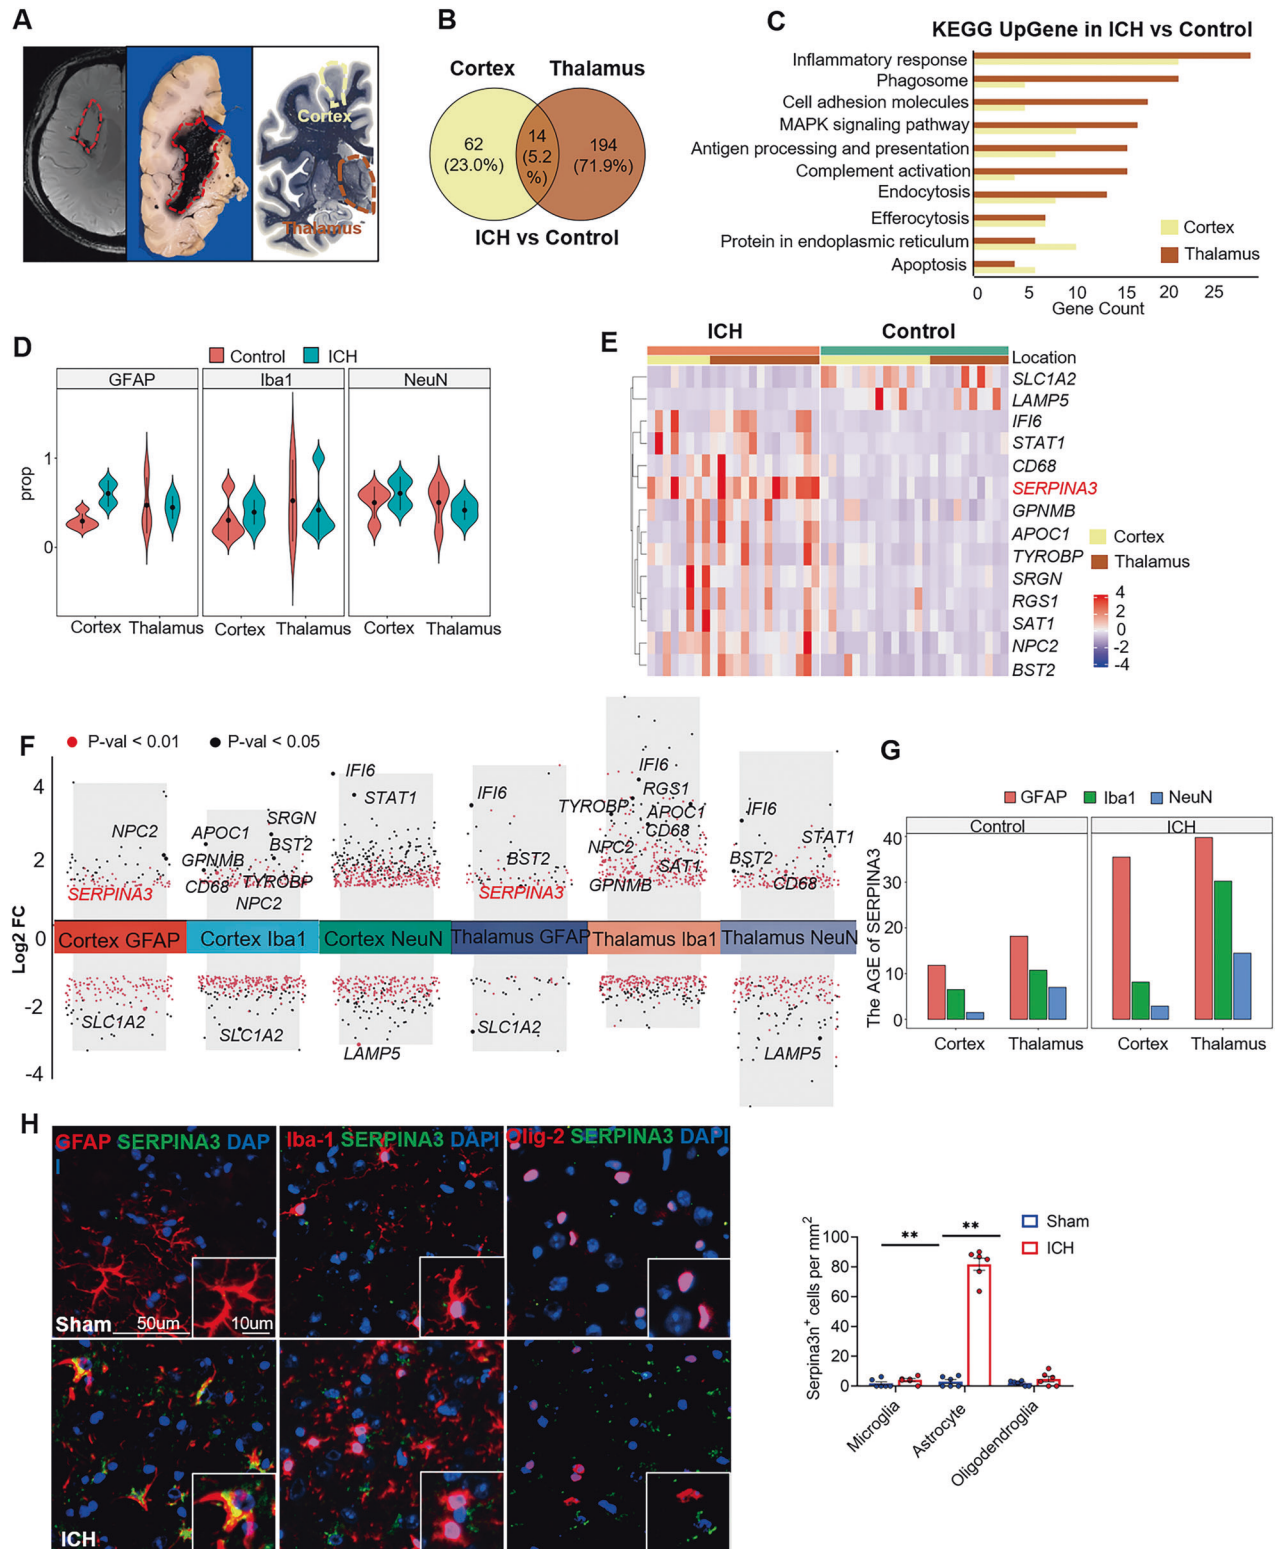 A
Cortex
Thalamus
B
Cortex Thalamus
62
(23.0%)
14
(5.2
%)
194
(71.9%)
ICH vs Control
C
KEGG UpGene in ICH vs Control
Inflammatory response
Phagosome
Cell adhesion molecules
MAPK signaling pathway
Antigen processing and presentation
Complement activation
Endocytosis
Efferocytosis
Protein in endoplasmic reticulum
Apoptosis
Cortex
Thalamus
0 5 10 15 20 25
Gene Count
D
Control ICH
GFAP Iba1 NeuN
prop
1
0
Cortex Thalamus Cortex Thalamus Cortex Thalamus
E
ICH Control
Location
SLC1A2
LAMP5
IFI6
STAT1
CD68
SERPINA3
GPNMB
APOC1
TYROBP
SRGN
RGS1
SAT1
NPC2
BST2
Cortex
Thalamus
4
2
0
-2
-4
F
P-val < 0.01 P-val < 0.05
Log2 FC
4
2
0
-2
-4
NPC2
SERPINA3
SRGN
APOC1
BST2
GPNMB
CD68 TYROBP
NPC2
IFI6
STAT1
IFI6
BST2
SERPINA3
IFI6
RGS1
TYROBP
APOC1
CD68
NPC2
SAT1
GPNMB
IFI6
STAT1
BST2
CD68
Cortex GFAP Cortex Iba1 Cortex NeuN Thalamus GFAP Thalamus Iba1 Thalamus NeuN
SLC1A2
SLC1A2
LAMP5
SLC1A2
LAMP5
G
GFAP Iba1 NeuN
Control ICH
The AGE of SERPINA3
40
30
20
10
0
Cortex Thalamus Cortex Thalamus
H
GFAP SERPINA3 DAP
I
Iba-1 SERPINA3 DAPI
Olig-2 SERPINA3 DAPI
Sham 50um 10um
ICH
Serpina3n+ cells per mm2
100
80
60
40
20
0
** **
Sham
ICH
Microglia
Astrocyte
Oligodendroglia